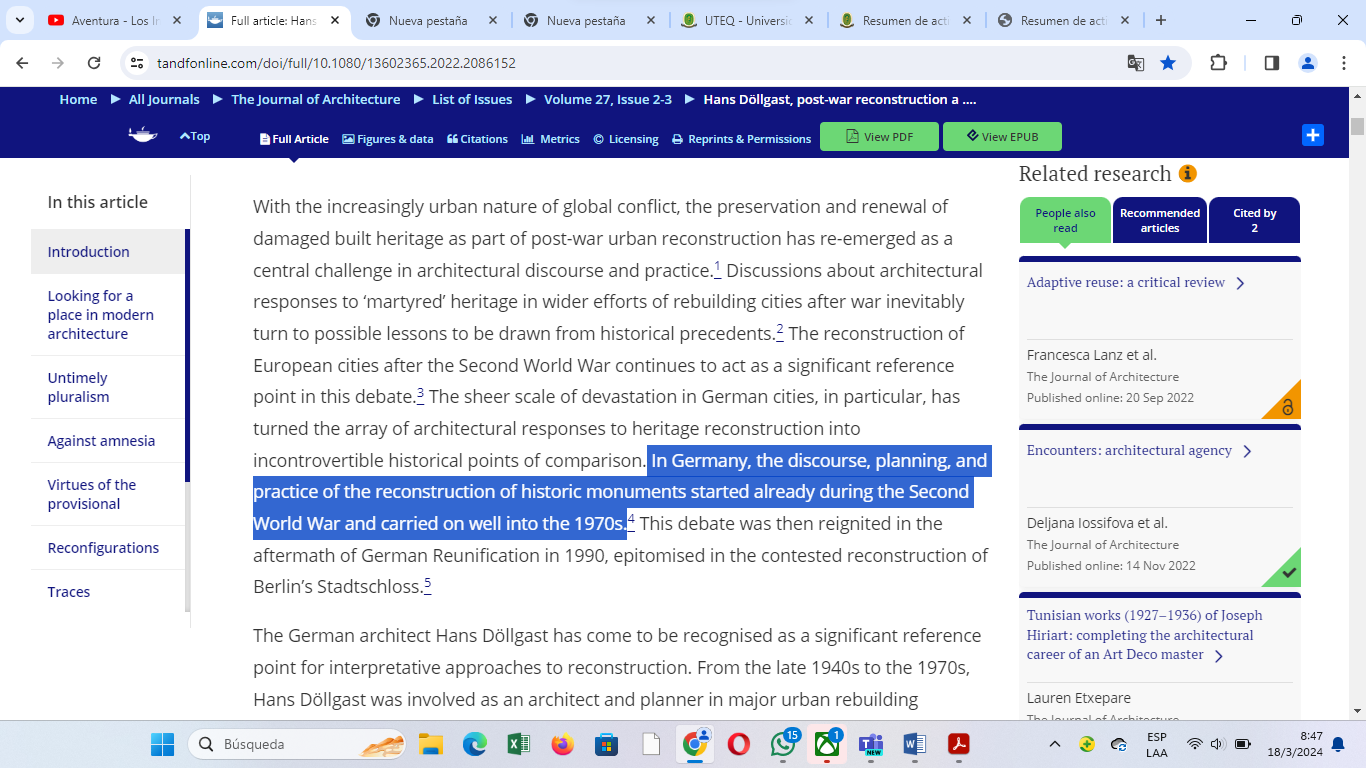 Aventura - Los In
Full article: Hans
Nueva pestaña
Nueva pestaña
UTEQ - Universi
Resumen de acti
Resumen de acti
tandfonline.com/doi/full/10.1080/13602365.2022.2086152
Home ▶ All Journals ▶ The Journal of Architecture ▶ List of Issues ▶ Volume 27, Issue 2-3 ▶ Hans Döllgast, post-war reconstruction a ....
Top
Full Article Figures & data Citations Metrics Licensing Reprints & Permissions View PDF View EPUB
In this article
Introduction
Looking for a
place in modern
architecture
Untimely
pluralism
Against amnesia
Virtues of the
provisional
Reconfigurations
Traces
With the increasingly urban nature of global conflict, the preservation and renewal of
damaged built heritage as part of post-war urban reconstruction has re-emerged as a
central challenge in architectural discourse and practice.1 Discussions about architectural
responses to ‘martyred’ heritage in wider efforts of rebuilding cities after war inevitably
turn to possible lessons to be drawn from historical precedents.2 The reconstruction of
European cities after the Second World War continues to act as a significant reference
point in this debate.3 The sheer scale of devastation in German cities, in particular, has
turned the array of architectural responses to heritage reconstruction into
incontrovertible historical points of comparison. In Germany, the discourse, planning, and
practice of the reconstruction of historic monuments started already during the Second
World War and carried on well into the 1970s.4 This debate was then reignited in the
aftermath of German Reunification in 1990, epitomised in the contested reconstruction of
Berlin’s Stadtschloss.5
The German architect Hans Döllgast has come to be recognised as a significant reference
point for interpretative approaches to reconstruction. From the late 1940s to the 1970s,
Hans Döllgast was involved as an architect and planner in major urban rebuilding
Related research
People also
read
Recommended
articles
Cited by
2
Adaptive reuse: a critical review
Francesca Lanz et al.
The Journal of Architecture
Published online: 20 Sep 2022
Encounters: architectural agency
Deljana Iossifova et al.
The Journal of Architecture
Published online: 14 Nov 2022
Tunisian works (1927–1936) of Joseph
Hiriart: completing the architectural
career of an Art Deco master
Lauren Etxepare
The Journal of Architecture
Búsqueda
15
1
ESP
LAA
8:47
18/3/2024